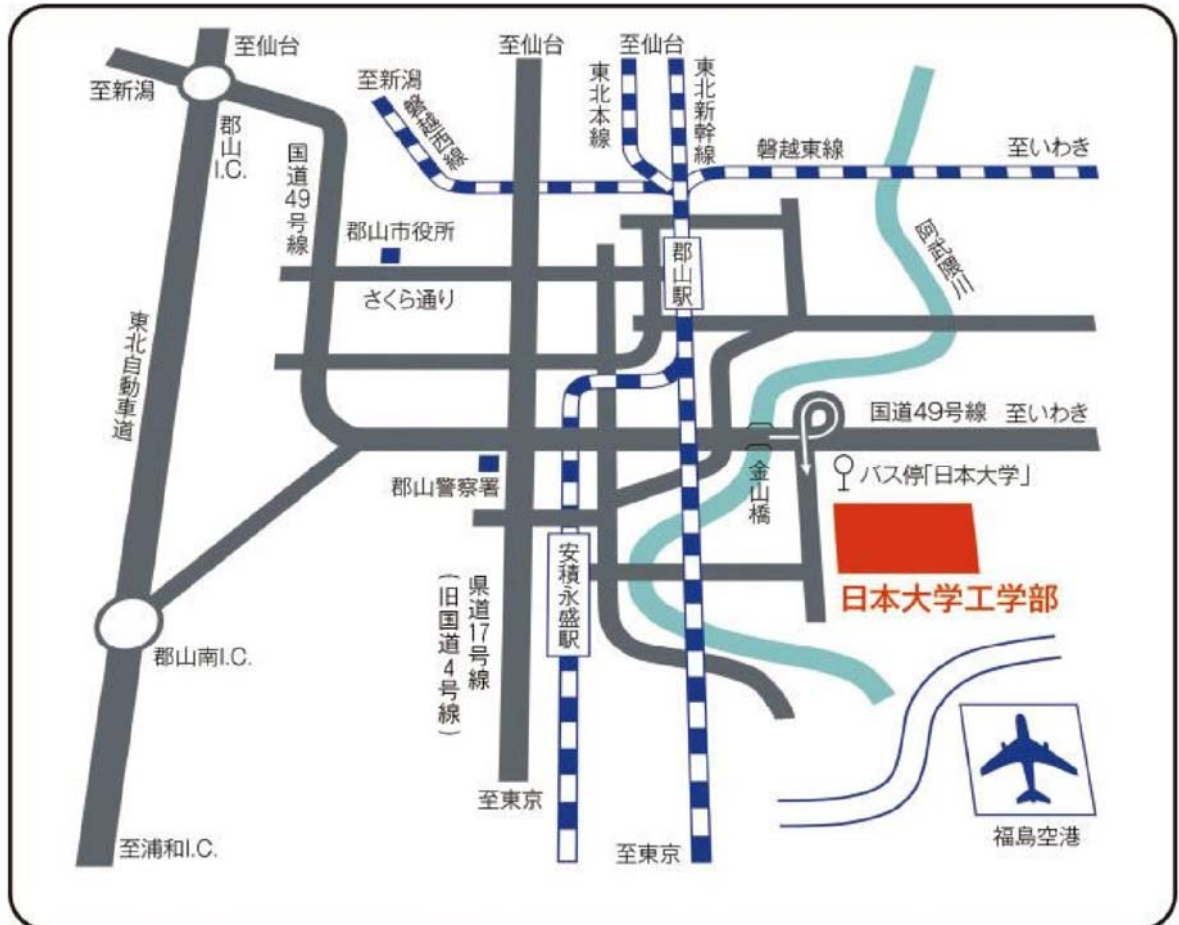 至仙台
至新潟
郡山I.C.
国道49号線
至仙台
至新潟
磐越西線
至仙台
東北本線
東北新幹線
磐越東線
至いわき
阿武隈川
郡山市役所
さくら通り
郡山駅
東北自動車道
国道49号線
至いわき
郡山警察署
金山橋
バス停「日本大学」
安積永盛駅
日本大学工学部
県道17号線
(旧国道4号線)
郡山南I.C.
至東京
至浦和I.C.
至東京
福島空港